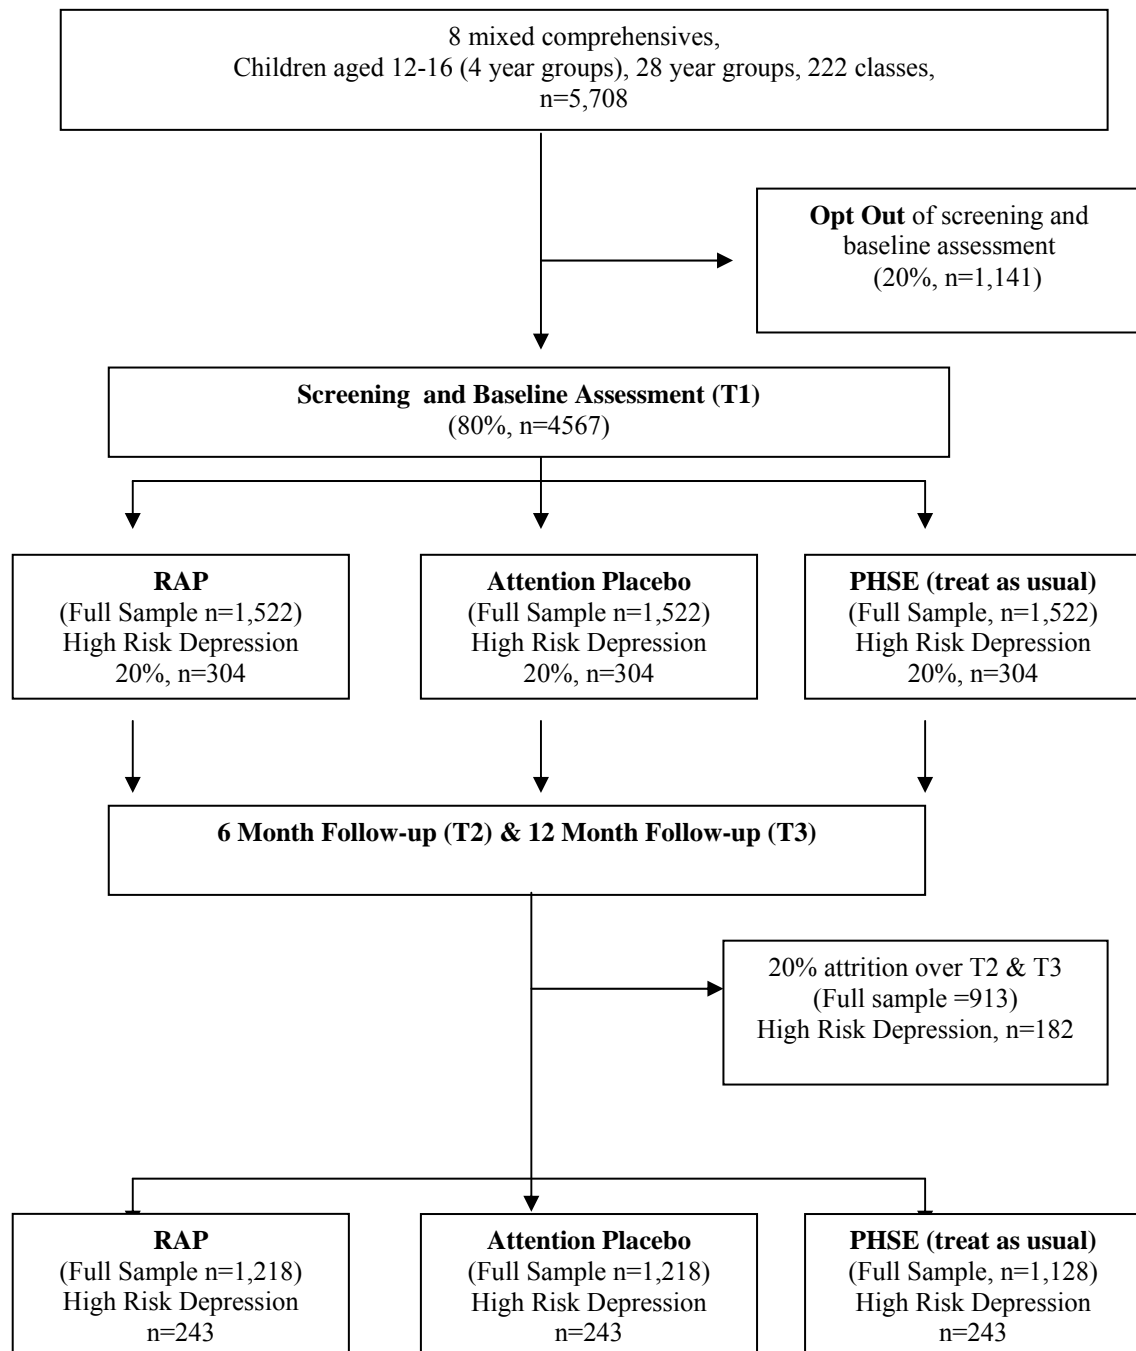 8 mixed comprehensives,
Children aged 12-16 (4 year groups), 28 year groups, 222 classes,
n=5,708
Opt Out of screening and
baseline assessment
(20%, n=1,141)
Screening and Baseline Assessment (T1)
(80%, n=4567)
RAP
(Full Sample n=1,522)
High Risk Depression
20%, n=304
Attention Placebo
(Full Sample n=1,522)
High Risk Depression
20%, n=304
PHSE (treat as usual)
(Full Sample, n=1,522)
High Risk Depression
20%, n=304
6 Month Follow-up (T2) & 12 Month Follow-up (T3)
20% attrition over T2 & T3
(Full sample =913)
High Risk Depression, n=182
RAP
(Full Sample n=1,218)
High Risk Depression
n=243
Attention Placebo
(Full Sample n=1,218)
High Risk Depression
n=243
PHSE (treat as usual)
(Full Sample, n=1,128)
High Risk Depression
n=243